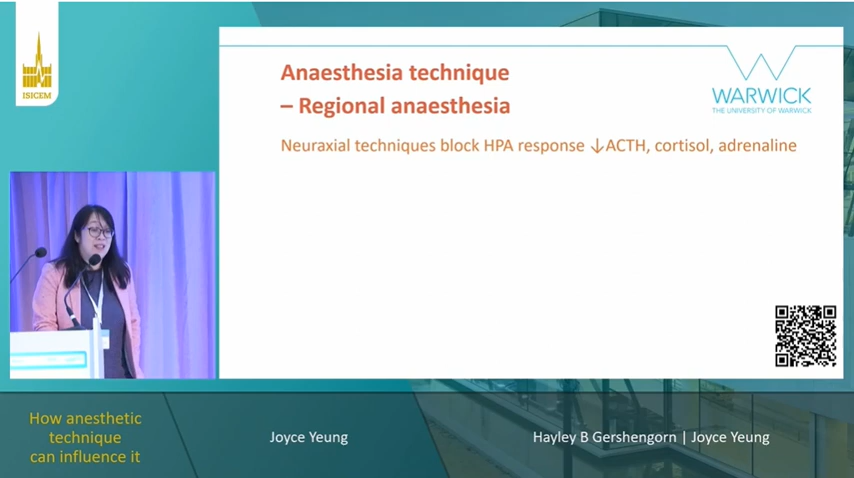 ISICEM
Anaesthesia technique
– Regional anaesthesia
WARWICK
THE UNIVERSITY OF WARWICK
Neuraxial techniques block HPA response ↓ACTH, cortisol, adrenaline
How anesthetic
technique
can influence it
Joyce Yeung
Hayley B Gershengorn | Joyce Yeung